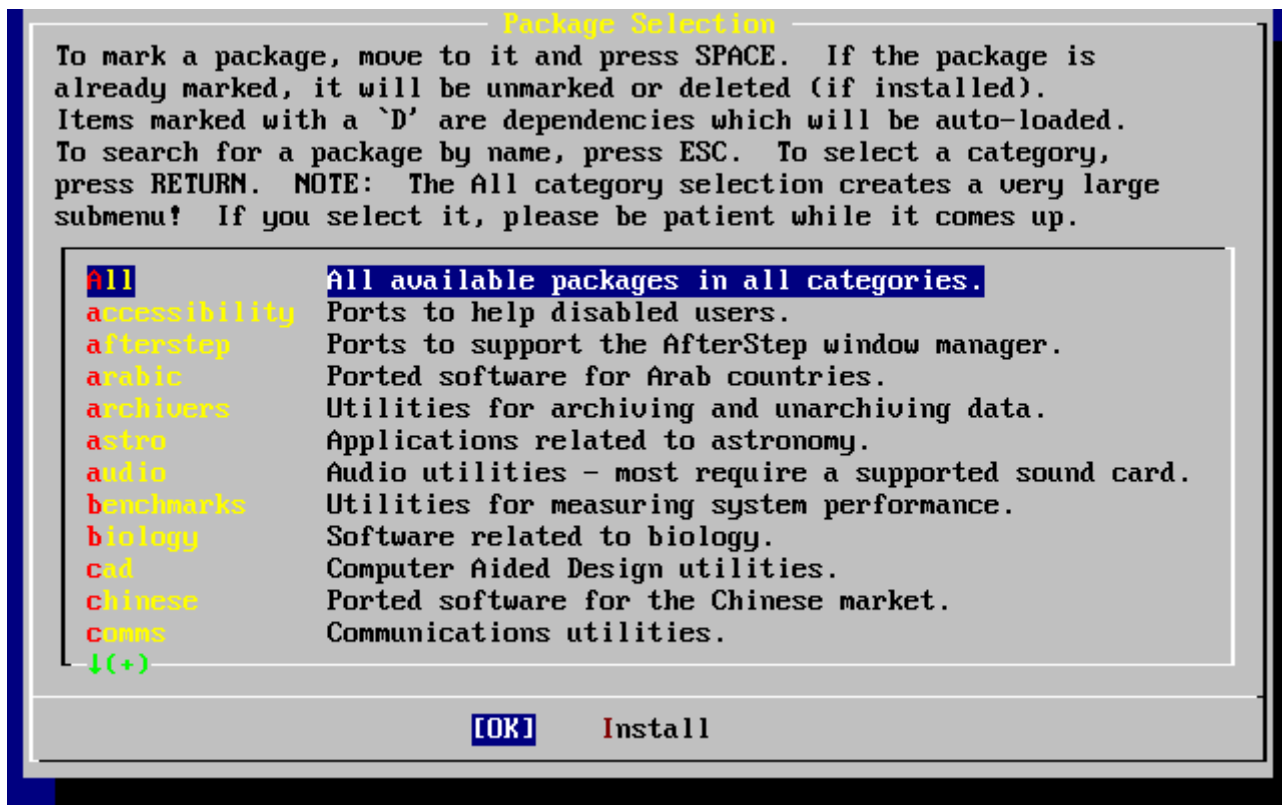 Package Selection
To mark a package, move to it and press SPACE.  If the package is
already marked, it will be unmarked or deleted (if installed).
Items marked with a `D' are dependencies which will be auto-loaded.
To search for a package by name, press ESC.  To select a category,
press RETURN.  NOTE:  The All category selection creates a very large
submenu!  If you select it, please be patient while it comes up.
All All available packages in all categories.
accessibility Ports to help disabled users.
afterstep Ports to support the AfterStep window manager.
arabic Ported software for Arab countries.
archivers Utilities for archiving and unarchiving data.
astro Applications related to astronomy.
audio Audio utilities - most require a supported sound card.
benchmarks Utilities for measuring system performance.
biology Software related to biology.
cad Computer Aided Design utilities.
chinese Ported software for the Chinese market.
comms Communications utilities.
↓(+)
[OK] Install